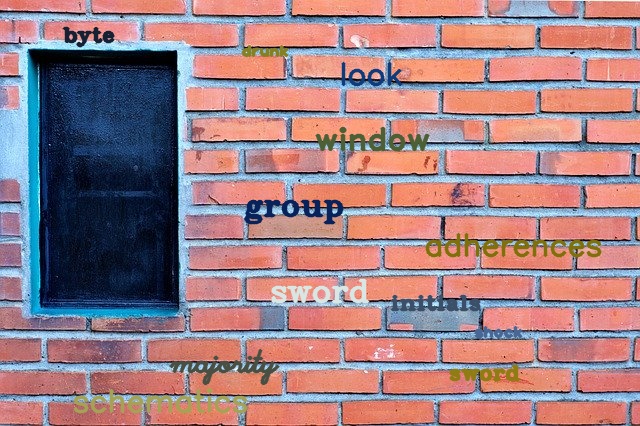 byte
drunk
look
window
group
adherences
sword
initials
shock
majority
sword
schematics